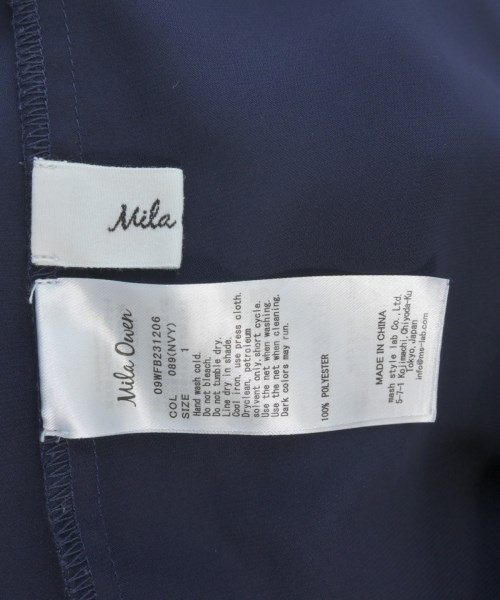 Mila
Mila Owen
09WFB231206
COL 089(NVY)
SIZE 1
Hand wash cold.
Do not bleach.
Do not tumble dry.
Line dry in shade.
Cool iron, use press cloth.
Dryclean, petroleum
solvent only, short cycle.
Use the net when washing.
Use the net when cleaning.
Dark colors may run.
100% POLYESTER
MADE IN CHINA
mash style lab Co., Ltd.
5-7-1 Kojimachi, Chiyoda-Ku
Tokyo, Japan
info@ms-lab.com